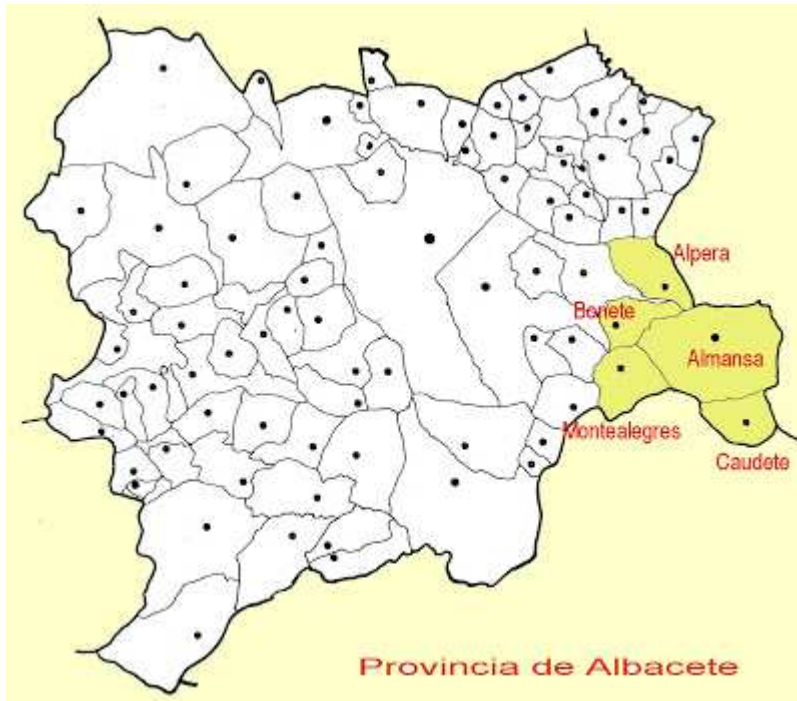 Alpera
Bonete
Almansa
Montealegres
Caudete
Provincia de Albacete